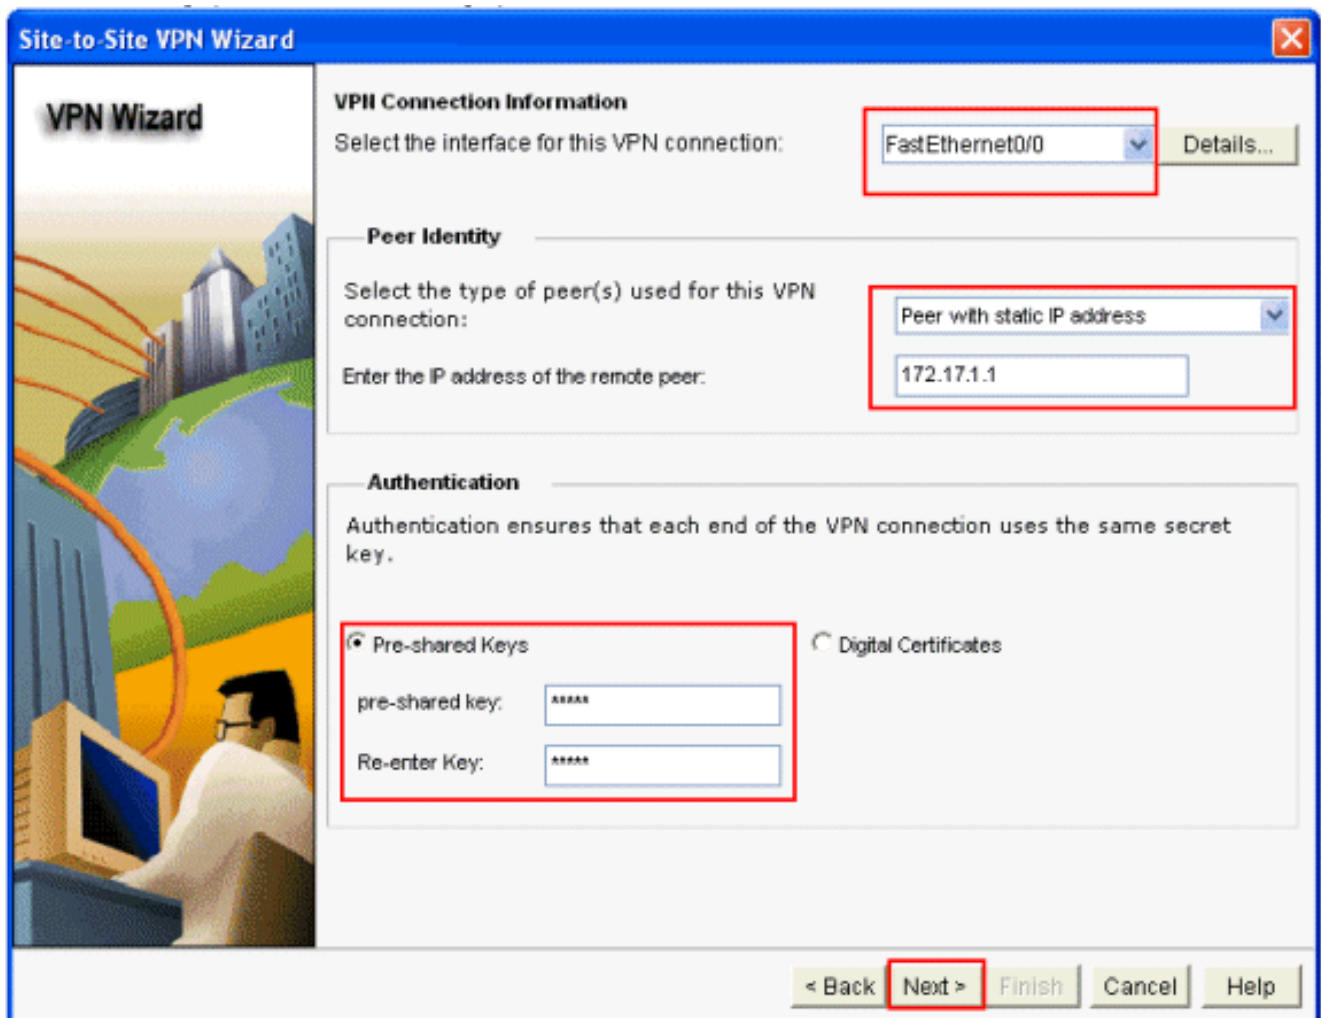 Site-to-Site VPN Wizard
VPN Wizard
VPN Connection Information
Select the interface for this VPN connection:
FastEthernet0/0
Details...
Peer Identity
Select the type of peer(s) used for this VPN
connection:
Peer with static IP address
Enter the IP address of the remote peer:
172.17.1.1
Authentication
Authentication ensures that each end of the VPN connection uses the same secret
key.
Pre-shared Keys
Digital Certificates
pre-shared key:
*****
Re-enter Key:
*****
< Back
Next >
Finish
Cancel
Help